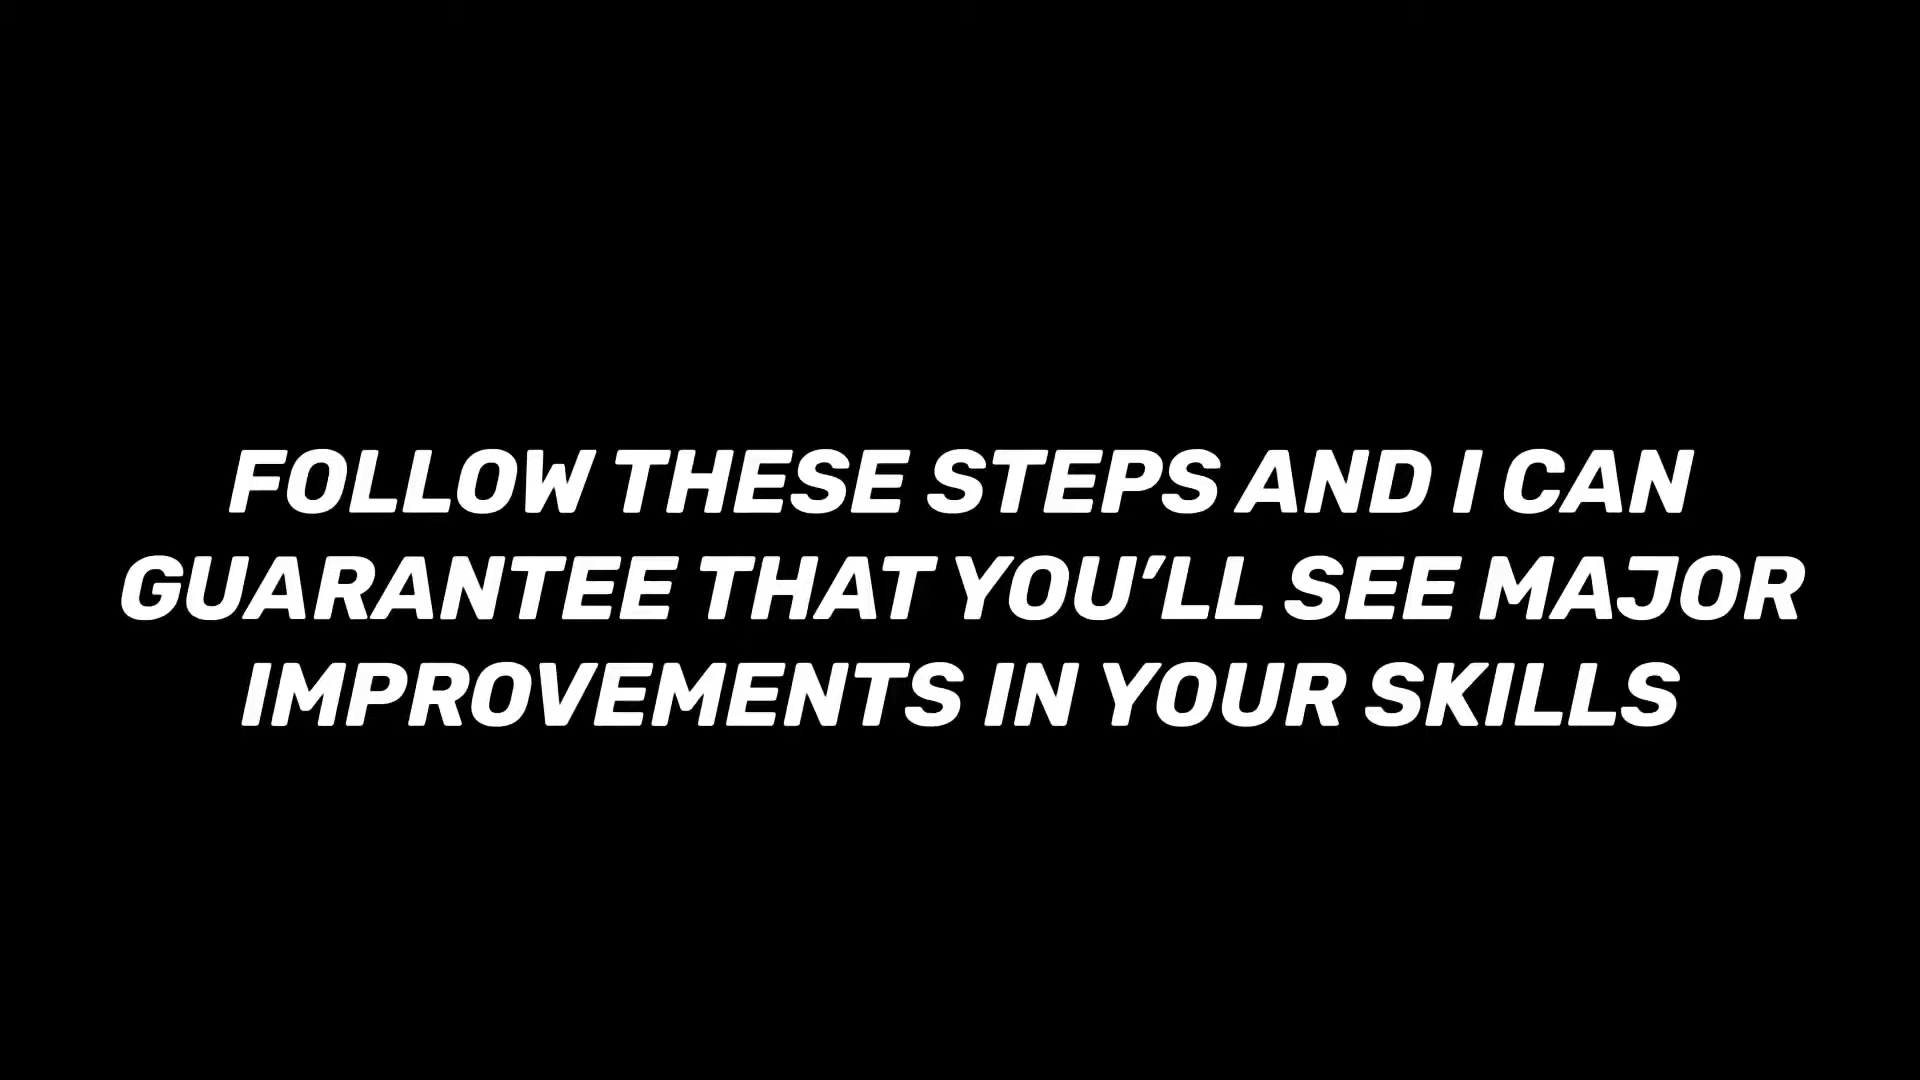 FOLLOW THESE STEPS AND I CAN
GUARANTEE THAT YOU’LL SEE MAJOR
IMPROVEMENTS IN YOUR SKILLS